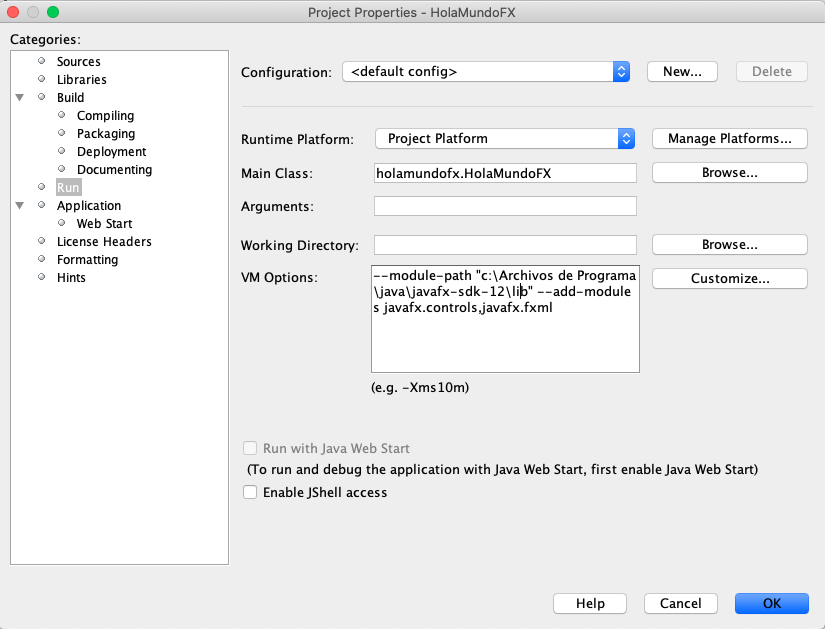 Project Properties - HolaMundoFX
Categories:
Sources
Libraries
Build
Compiling
Packaging
Deployment
Documenting
Run
Application
Web Start
License Headers
Formatting
Hints
Configuration: <default config> New... Delete
Runtime Platform: Project Platform Manage Platforms...
Main Class: holamundofx.HolaMundoFX Browse...
Arguments:
Working Directory: Browse...
VM Options: --module-path "c:\Archivos de Programa Customize...
\java\javafx-sdk-12\lib" --add-module
s javafx.controls,javafx.fxml
(e.g. -Xms10m)
Run with Java Web Start
(To run and debug the application with Java Web Start, first enable Java Web Start)
Enable JShell access
Help Cancel OK